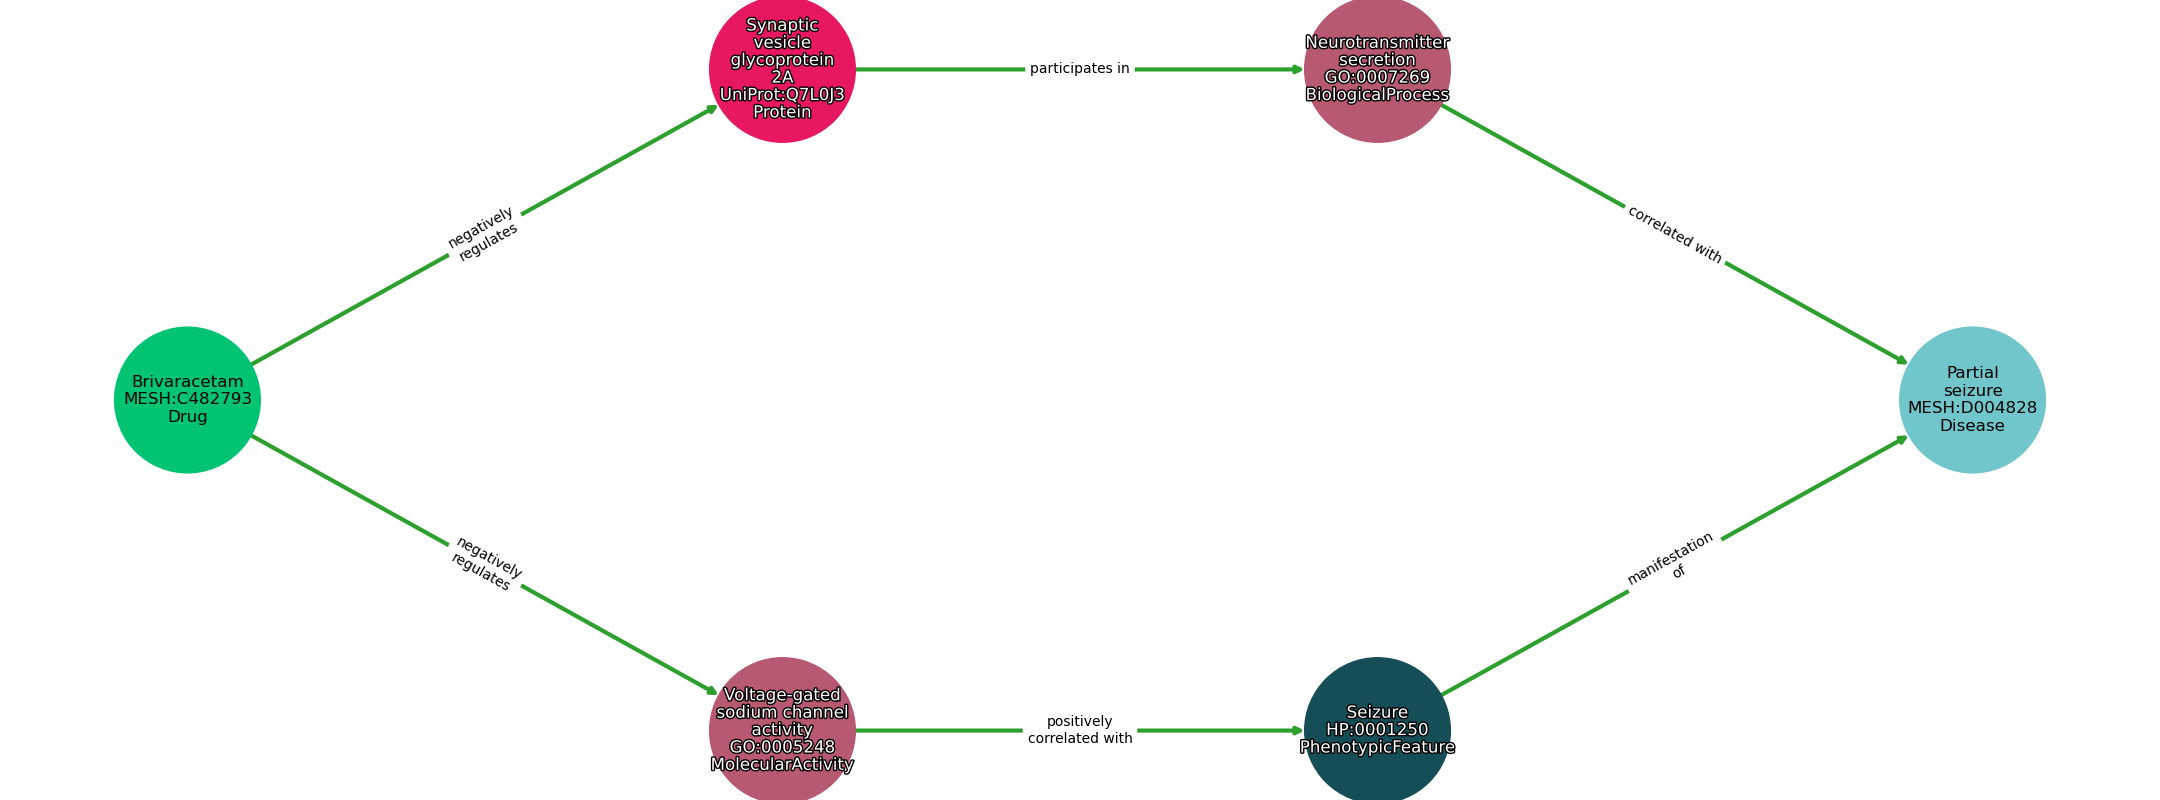 Synaptic
vesicle
glycoprotein
2A
UniProt:Q7L0J3
Protein
participates in
Neurotransmitter
secretion
GO:0007269
BiologicalProcess
negatively
regulates
correlated with
Brivaracetam
MESH:C482793
Drug
Partial
seizure
MESH:D004828
Disease
negatively
regulates
manifestation
of
Voltage-gated
sodium channel
activity
GO:0005248
MolecularActivity
positively
correlated with
Seizure
HP:0001250
PhenotypicFeature